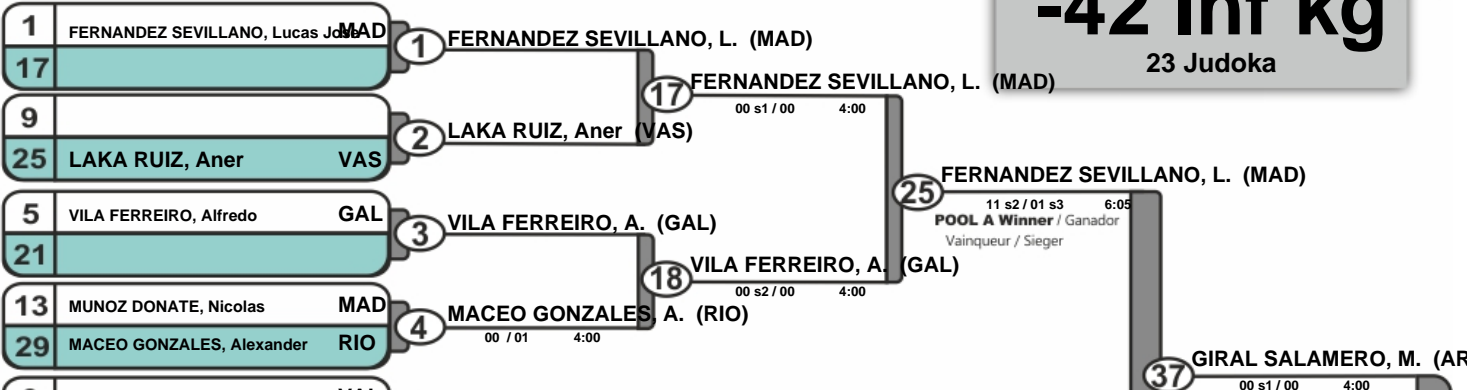 -42 Inf kg
23 Judoka
1 FERNANDEZ SEVILLANO, Lucas Jose MAD
17
1 FERNANDEZ SEVILLANO, L. (MAD)
9
25 LAKA RUIZ, Aner VAS
2 LAKA RUIZ, Aner (VAS)
17 FERNANDEZ SEVILLANO, L. (MAD)
00 s1 / 00 4:00
5 VILA FERREIRO, Alfredo GAL
21
3 VILA FERREIRO, A. (GAL)
13 MUNOZ DONATE, Nicolas MAD
29 MACEO GONZALES, Alexander RIO
4 MACEO GONZALES, A. (RIO)
00 / 01 4:00
18 VILA FERREIRO, A. (GAL)
00 s2 / 00 4:00
25 FERNANDEZ SEVILLANO, L. (MAD)
11 s2 / 01 s3 6:05
POOL A Winner / Ganador
Vainqueur / Sieger
37 GIRAL SALAMERO, M. (AR
00 s1 / 00 4:00